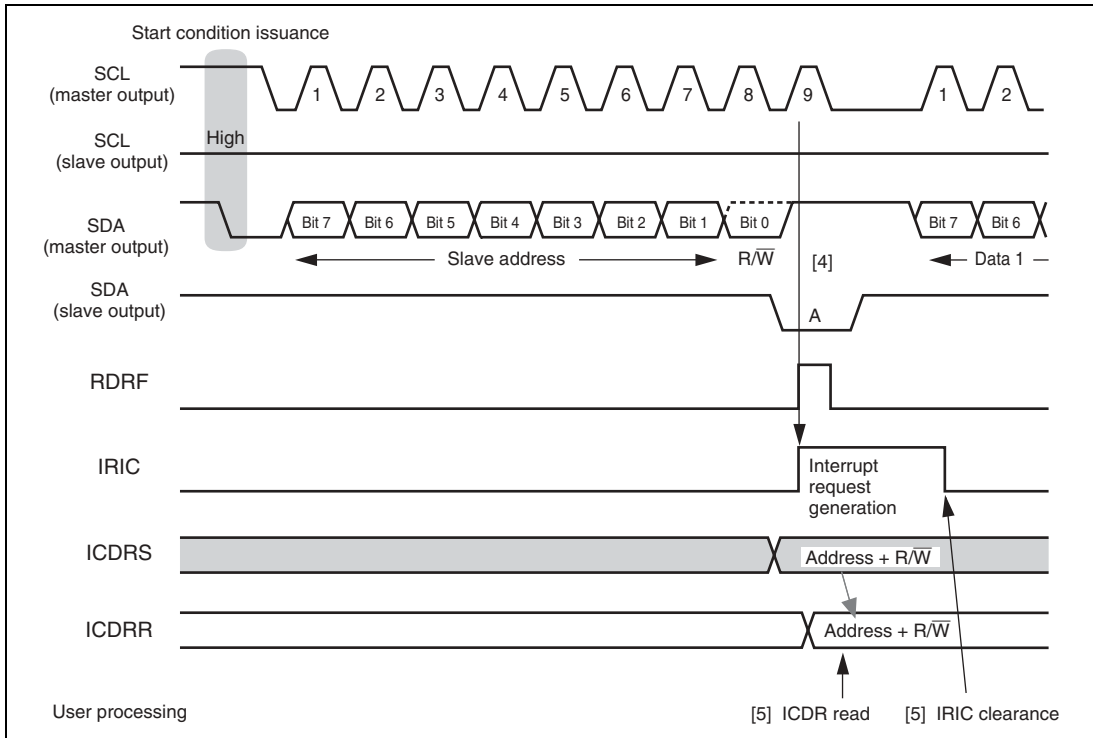 Start condition issuance
SCL
(master output)
1 2 3 4 5 6 7 8 9 1 2
SCL
(slave output)
High
SDA
(master output)
Bit 7 Bit 6 Bit 5 Bit 4 Bit 3 Bit 2 Bit 1 Bit 0 Bit 7 Bit 6
Slave address R/W̅ [4] Data 1
SDA
(slave output)
A
RDRF
IRIC
Interrupt
request
generation
ICDRS
Address + R/W̅
ICDRR
Address + R/W̅
User processing
[5] ICDR read
[5] IRIC clearance